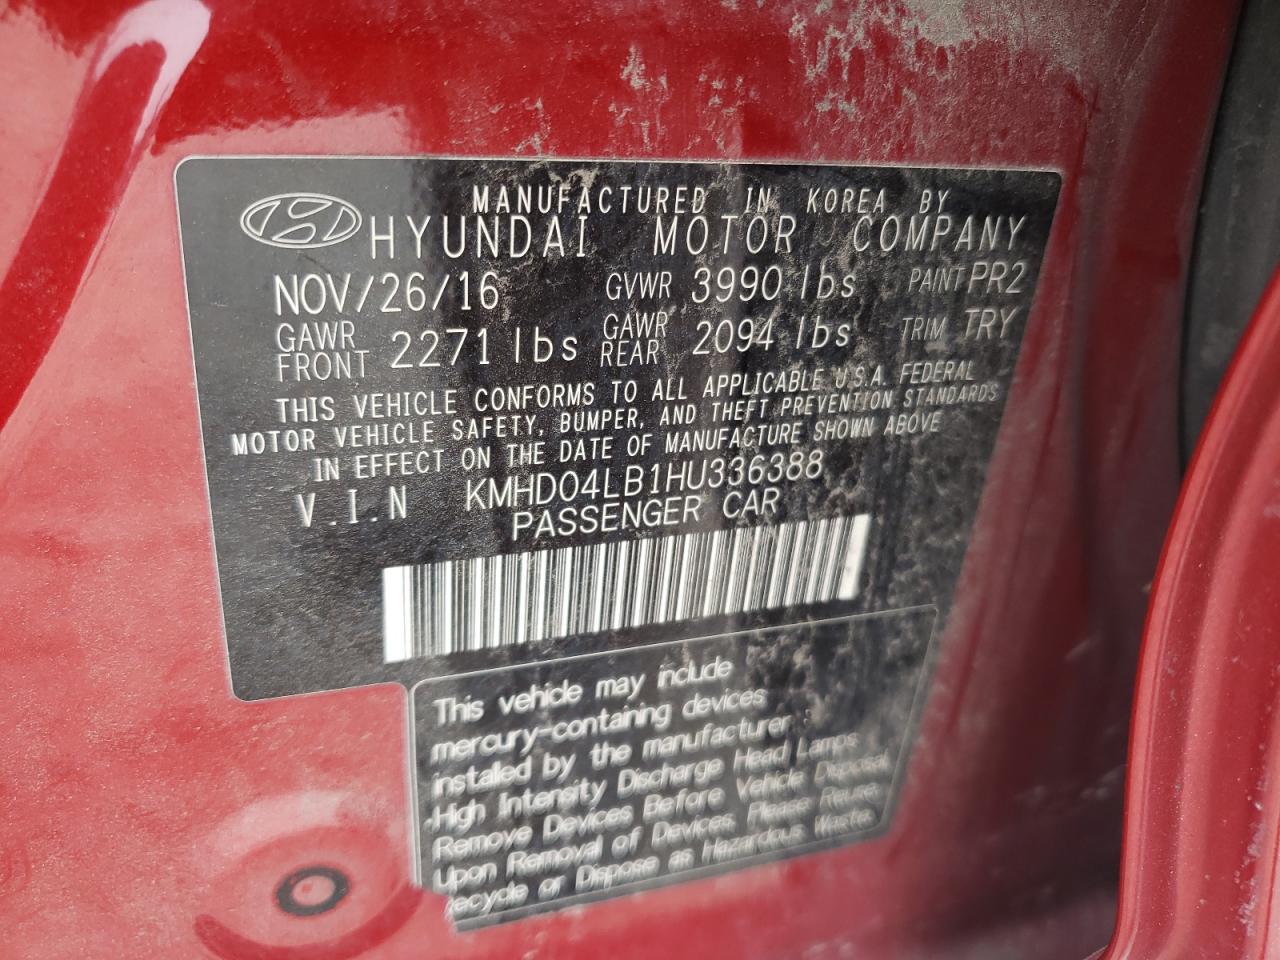 MANUFACTURED IN KOREA BY
HYUNDAI MOTOR COMPANY
NOV/26/16 GVWR 3990 lbs PAINT PR2
GAWR FRONT 2271 lbs GAWR REAR 2094 lbs TRIM TRY
THIS VEHICLE CONFORMS TO ALL APPLICABLE U.S.A. FEDERAL
MOTOR VEHICLE SAFETY, BUMPER, AND THEFT PREVENTION STANDARDS
IN EFFECT ON THE DATE OF MANUFACTURE SHOWN ABOVE
V.I.N KMHD04LB1HU336388
PASSENGER CAR
This vehicle may include
mercury-containing devices
installed by the manufacturer
High Intensity Discharge Head Lamps
Remove Devices Before Vehicle Disposal
Upon Removal of Devices Please Reuse
recycle or Dispose as Hazardous Waste